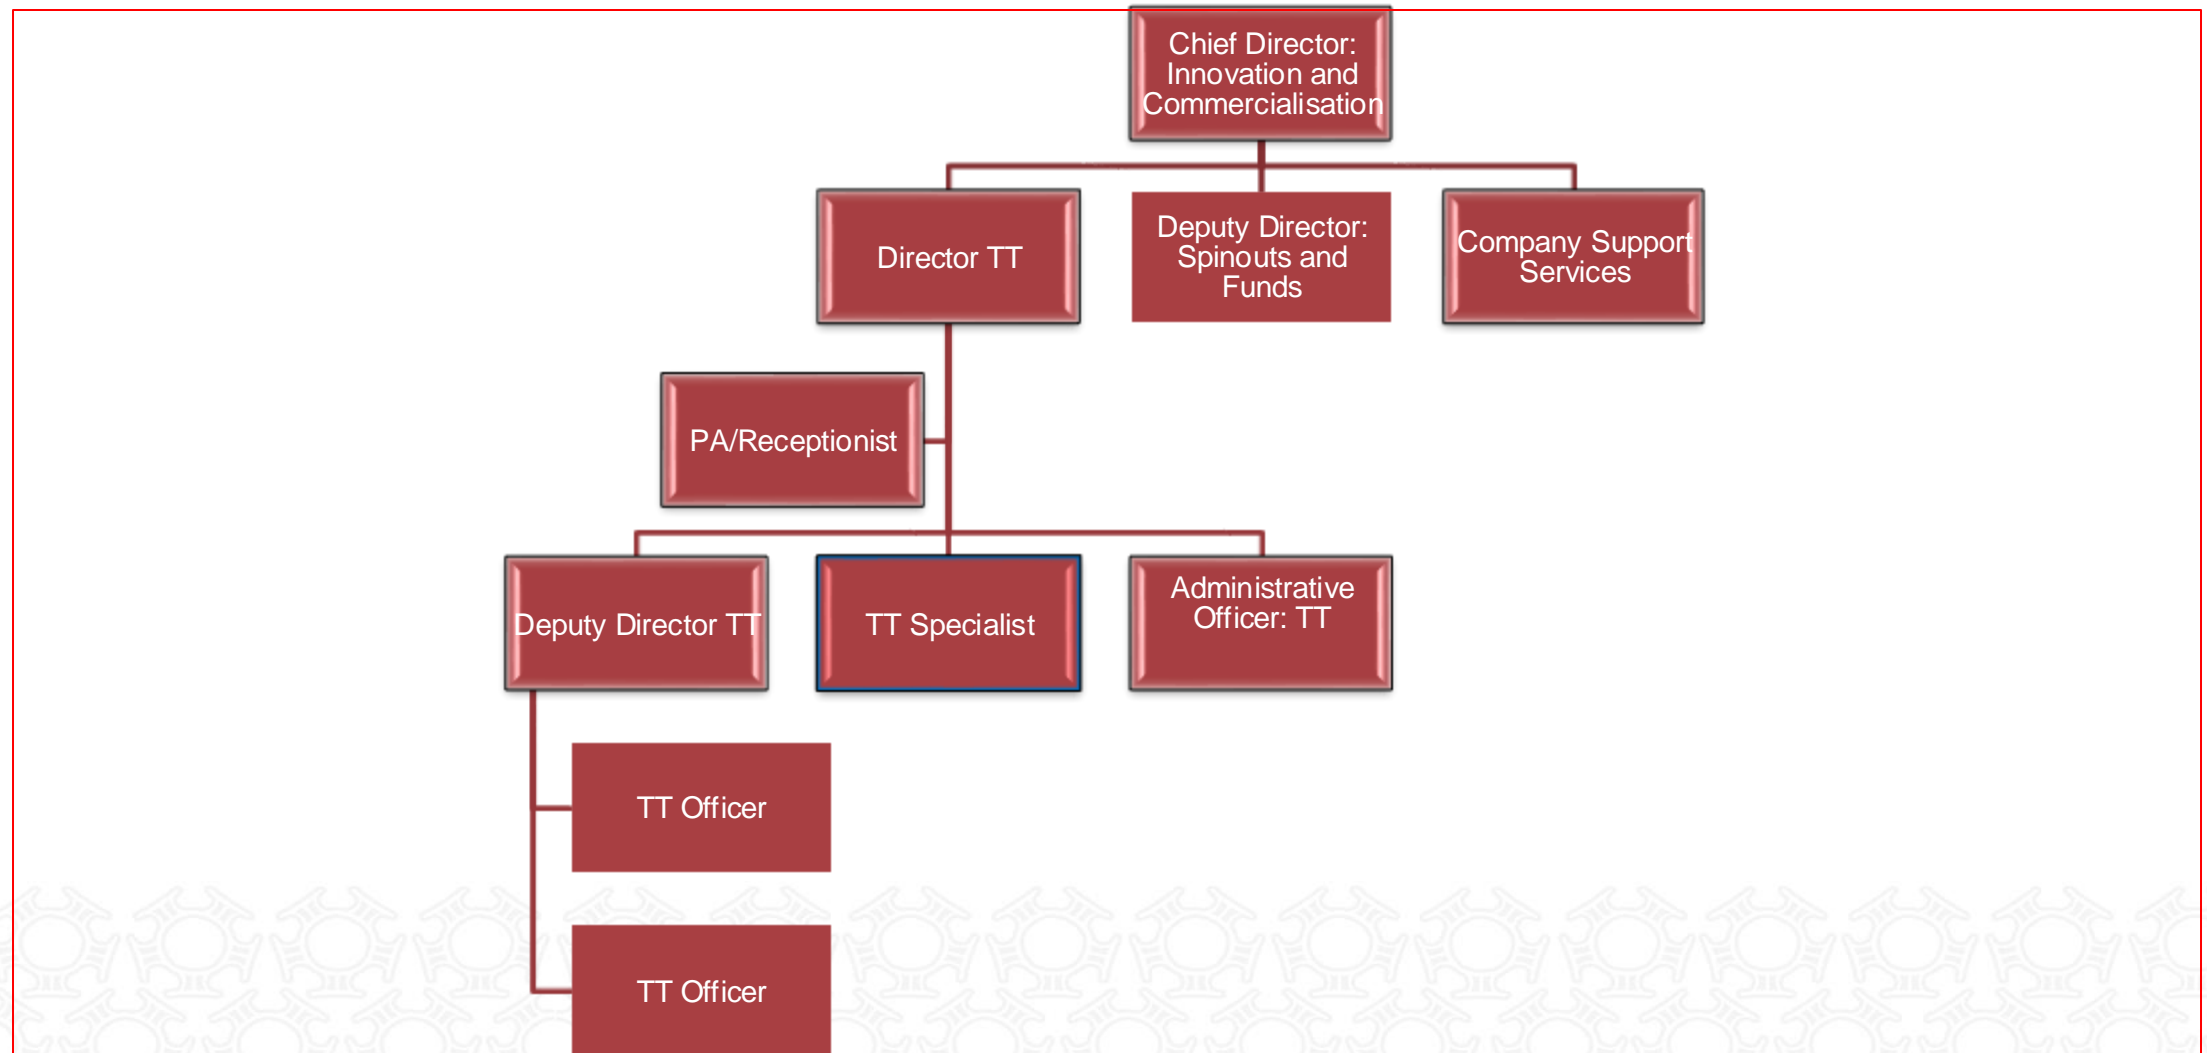 Chief Director:
Innovation and
Commercialisation
Director TT
Deputy Director:
Spinouts and
Funds
Company Support
Services
PA/Receptionist
Deputy Director TT
TT Specialist
Administrative
Officer: TT
TT Officer
TT Officer